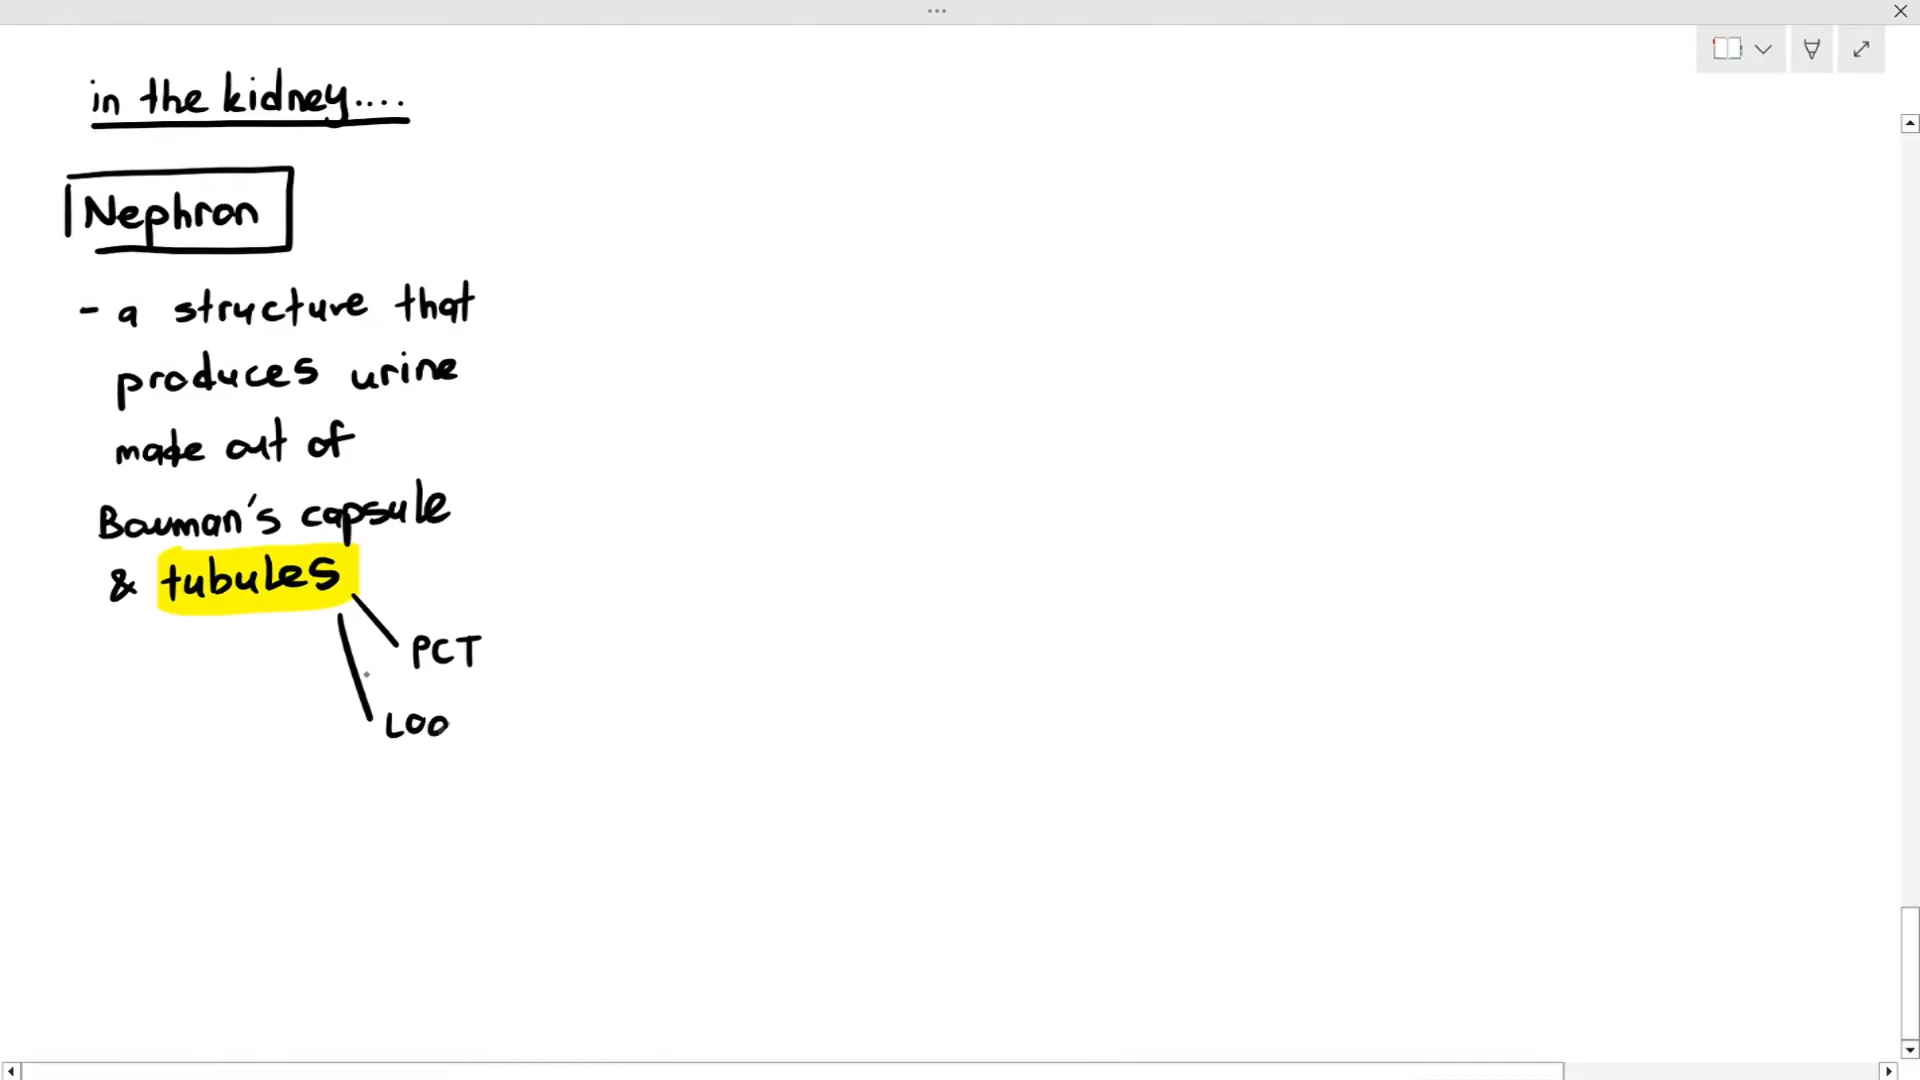 in the kidney....
Nephron
- a structure that
produces urine
made out of
Bowman's capsule
& tubules
PCT
LOO